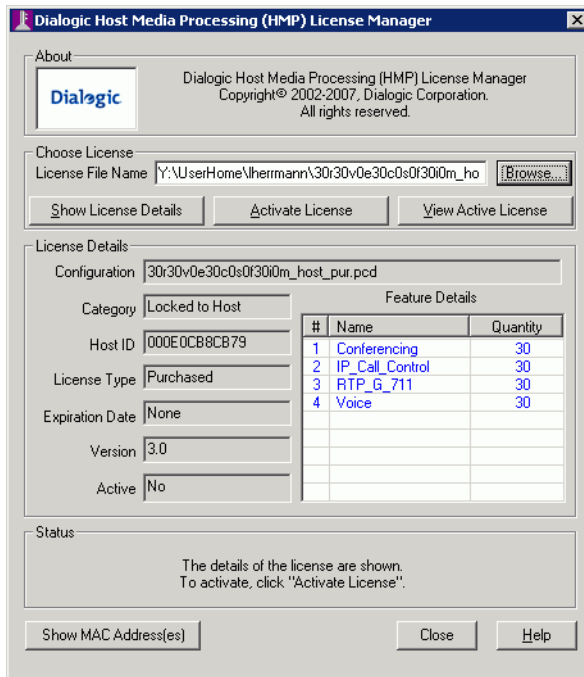 Dialogic Host Media Processing (HMP) License Manager
About
Dialogic
Dialogic Host Media Processing (HMP) License Manager
Copyright© 2002-2007, Dialogic Corporation.
All rights reserved.
Choose License
License File Name Y:\UserHome\lherrmann\30r30v0e30c0s0f30i0m_ho Browse...
Show License Details Activate License View Active License
License Details
Configuration 30r30v0e30c0s0f30i0m_host_pur.pcd
Category Locked to Host
Host ID 000E0CB8CB79
License Type Purchased
Expiration Date None
Version 3.0
Active No
Feature Details
# Name Quantity
1 Conferencing 30
2 IP_Call_Control 30
3 RTP_G_711 30
4 Voice 30
Status
The details of the license are shown.
To activate, click "Activate License".
Show MAC Address(es) Close Help